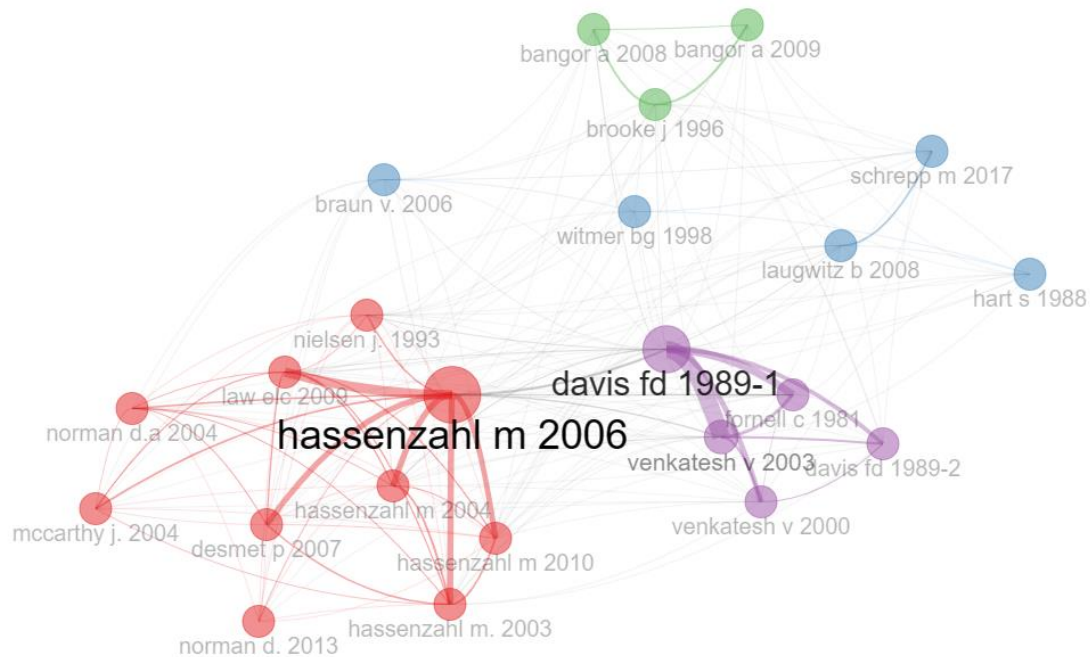 bangor a 2008
bangor a 2009
brooke j 1996
schrepp m 2017
braun v. 2006
witmer bg 1998
laugwitz b 2008
hart s 1988
nielsen j. 1993
law elc 2009
davis fd 1989-1
norman d.a 2004
fornell c 1981
hassenzahl m 2006
venkatesh v 2003
davis fd 1989-2
hassenzahl m 2004
mccarthy j. 2004
venkatesh v 2000
desmet p 2007
hassenzahl m 2010
hassenzahl m. 2003
norman d. 2013